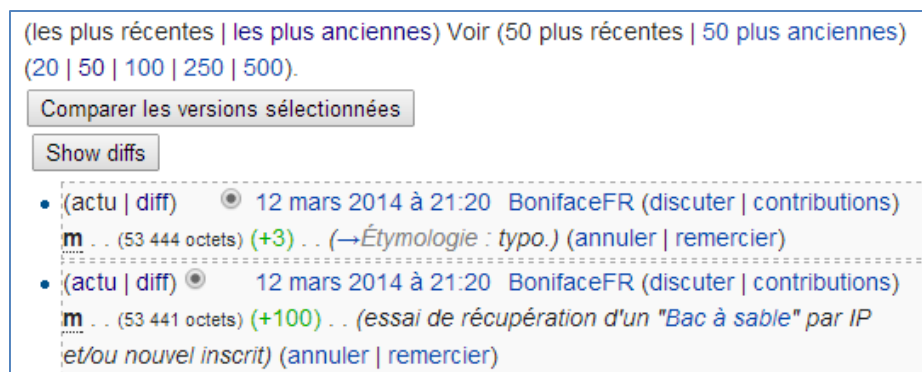 (les plus récentes | les plus anciennes) Voir (50 plus récentes | 50 plus anciennes)
(20 | 50 | 100 | 250 | 500).
Comparer les versions sélectionnées
Show diffs
(actu | diff) 12 mars 2014 à 21:20 BonifaceFR (discuter | contributions)
m . . (53 444 octets) (+3) . . (→Étymologie : typo.) (annuler | remercier)
(actu | diff) 12 mars 2014 à 21:20 BonifaceFR (discuter | contributions)
m . . (53 441 octets) (+100) . . (essai de récupération d'un "Bac à sable" par IP
et/ou nouvel inscrit) (annuler | remercier)